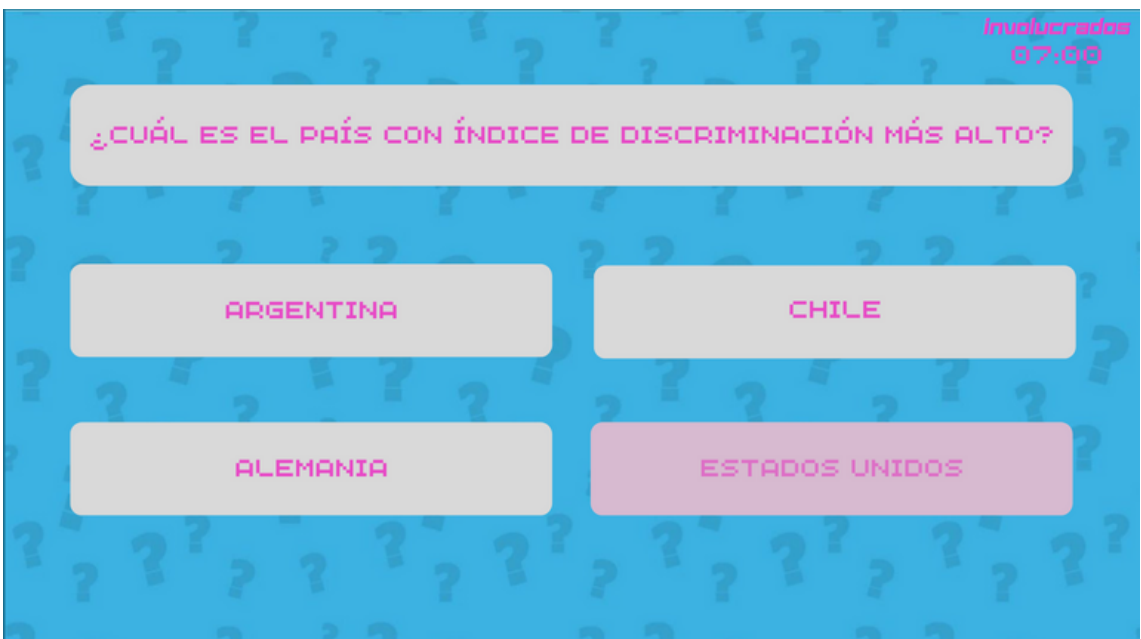 involucrados
07:00
¿CUÁL ES EL PAÍS CON ÍNDICE DE DISCRIMINACIÓN MÁS ALTO?
ARGENTINA
CHILE
ALEMANIA
ESTADOS UNIDOS